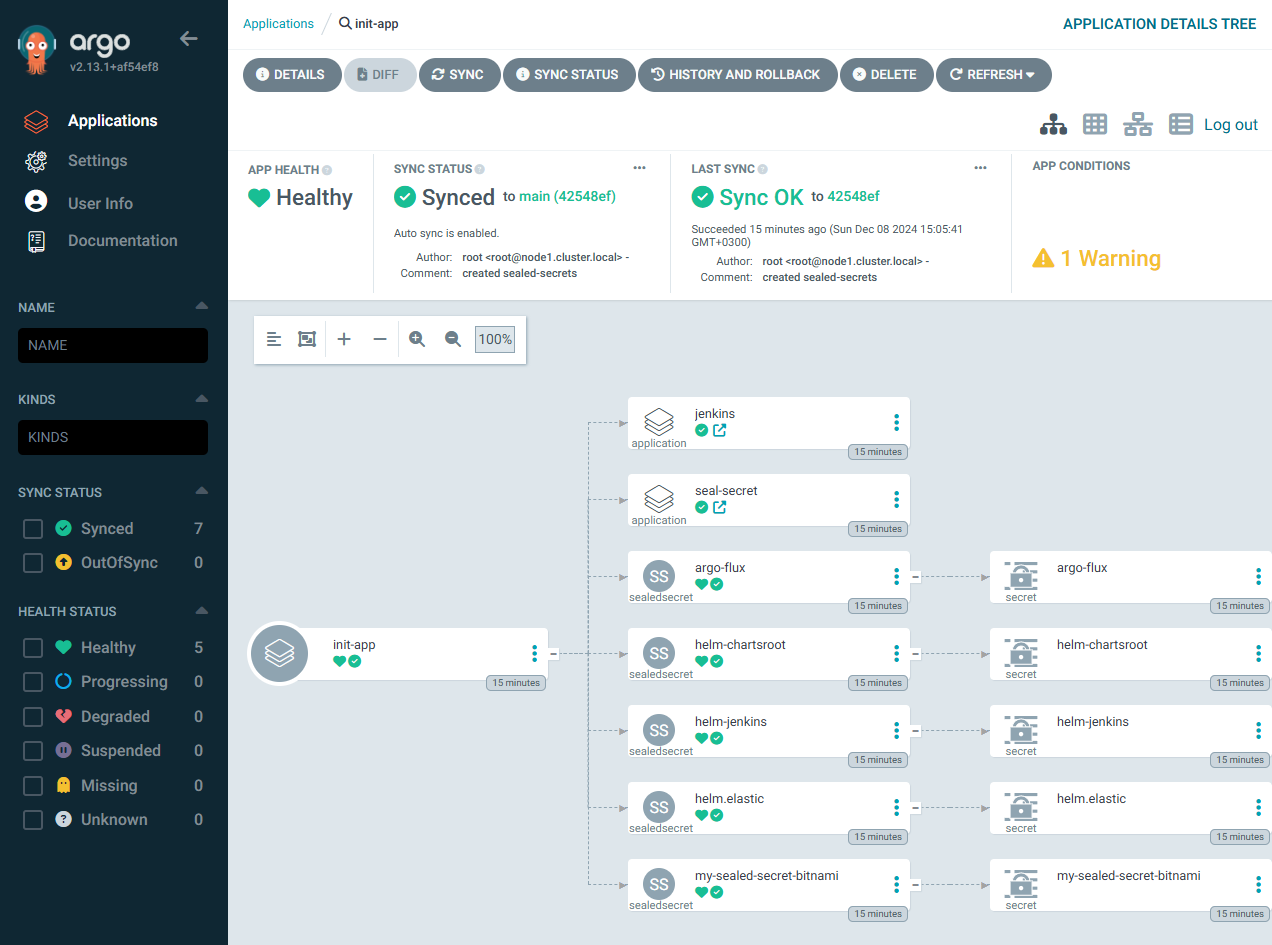 argo
v2.13.1+af54ef8
Applications
Settings
User Info
Documentation
NAME
NAME
KINDS
KINDS
SYNC STATUS
Synced 7
OutOfSync 0
HEALTH STATUS
Healthy 5
Progressing 0
Degraded 0
Suspended 0
Missing 0
Unknown 0
Applications / init-app
APPLICATION DETAILS TREE
DETAILS DIFF SYNC SYNC STATUS HISTORY AND ROLLBACK DELETE REFRESH
Log out
APP HEALTH
Healthy
SYNC STATUS
Synced to main (42548ef)
Auto sync is enabled.
Author: root <root@node1.cluster.local> -
Comment: created sealed-secrets
LAST SYNC
Sync OK to 42548ef
Succeeded 15 minutes ago (Sun Dec 08 2024 15:05:41
GMT+0300)
Author: root <root@node1.cluster.local> -
Comment: created sealed-secrets
APP CONDITIONS
1 Warning
100%
init-app
15 minutes
jenkins
application
15 minutes
seal-secret
application
15 minutes
SS
argo-flux
sealedsecret
15 minutes
argo-flux
secret
15 minutes
SS
helm-chartsroot
sealedsecret
15 minutes
helm-chartsroot
secret
15 minutes
SS
helm-jenkins
sealedsecret
15 minutes
helm-jenkins
secret
15 minutes
SS
helm.elastic
sealedsecret
15 minutes
helm.elastic
secret
15 minutes
SS
my-sealed-secret-bitnami
sealedsecret
15 minutes
my-sealed-secret-bitnami
secret
15 minutes